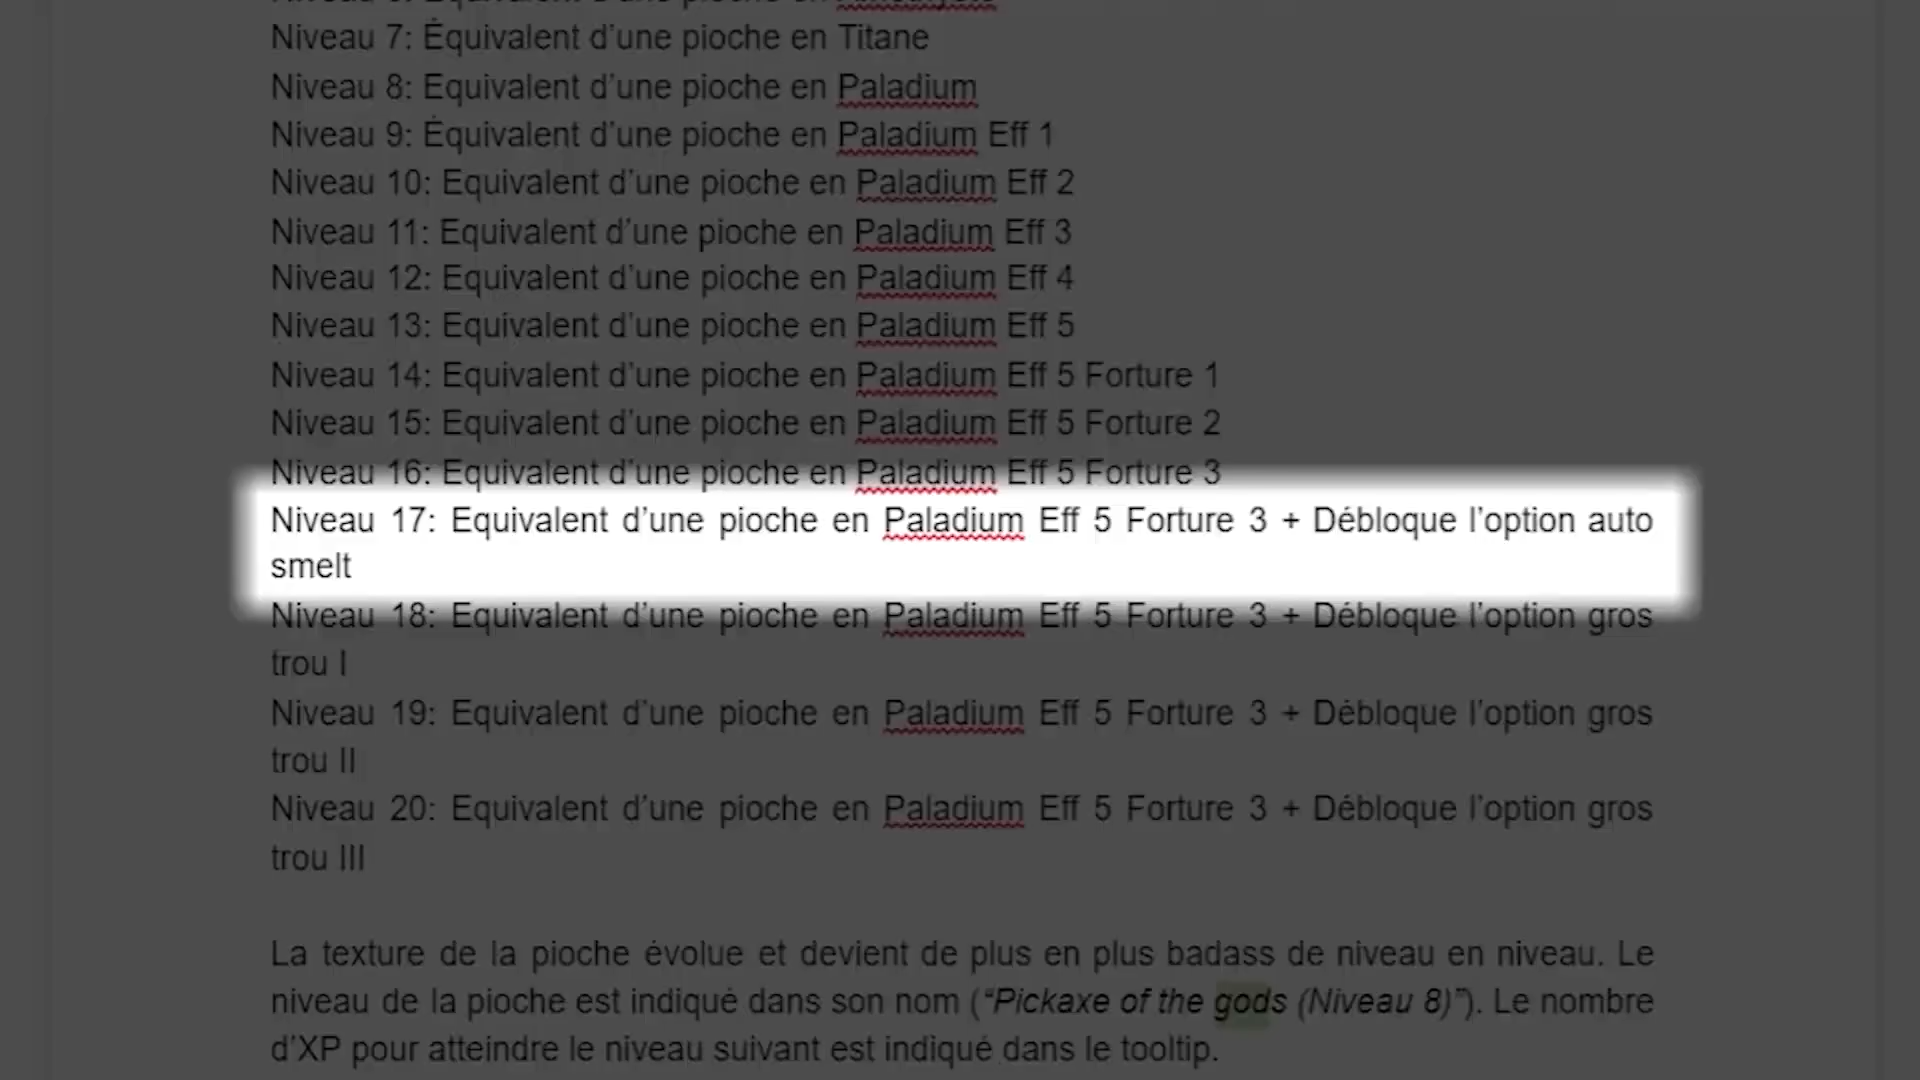 Niveau 7: Équivalent d’une pioche en Titane
Niveau 8: Equivalent d’une pioche en Paladium
Niveau 9: Équivalent d’une pioche en Paladium Eff 1
Niveau 10: Equivalent d’une pioche en Paladium Eff 2
Niveau 11: Equivalent d’une pioche en Paladium Eff 3
Niveau 12: Equivalent d’une pioche en Paladium Eff 4
Niveau 13: Equivalent d’une pioche en Paladium Eff 5
Niveau 14: Equivalent d’une pioche en Paladium Eff 5 Forture 1
Niveau 15: Equivalent d’une pioche en Paladium Eff 5 Forture 2
Niveau 16: Equivalent d’une pioche en Paladium Eff 5 Forture 3
Niveau 17: Equivalent d’une pioche en Paladium Eff 5 Forture 3 + Débloque l’option auto
smelt
Niveau 18: Equivalent d’une pioche en Paladium Eff 5 Forture 3 + Débloque l’option gros
trou I
Niveau 19: Equivalent d’une pioche en Paladium Eff 5 Forture 3 + Débloque l’option gros
trou II
Niveau 20: Equivalent d’une pioche en Paladium Eff 5 Forture 3 + Débloque l’option gros
trou III
La texture de la pioche évolue et devient de plus en plus badass de niveau en niveau. Le
niveau de la pioche est indiqué dans son nom (“Pickaxe of the gods (Niveau 8)”). Le nombre
d’XP pour atteindre le niveau suivant est indiqué dans le tooltip.